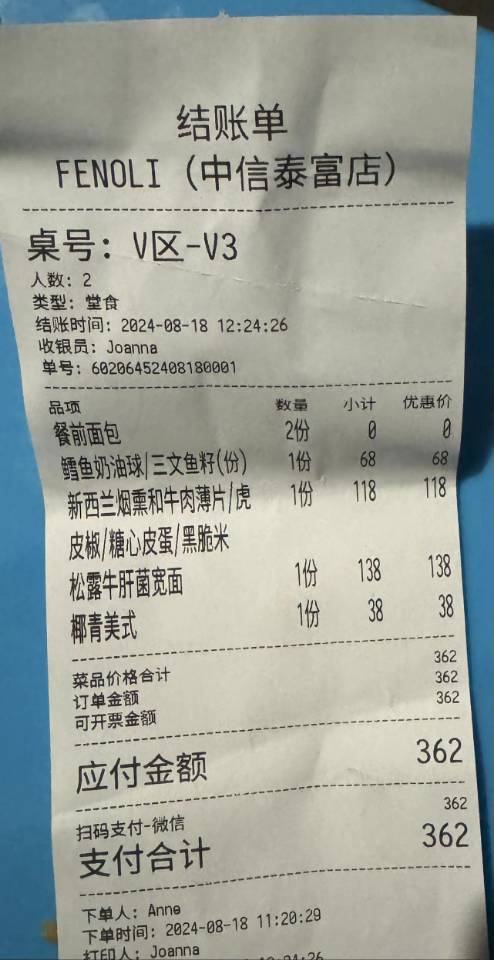 结账单
FENOLI (中信泰富店)
桌号: V区-V3
人数: 2
类型: 堂食
结账时间: 2024-08-18 12:24:26
收银员: Joanna
单号: 60206452408180001
品项 数量 小计 优惠价
餐前面包 2份 0 0
鳕鱼奶油球/三文鱼籽(份) 1份 68 68
新西兰烟熏和牛肉薄片/虎 1份 118 118
皮椒/糖心皮蛋/黑脆米
松露牛肝菌宽面 1份 138 138
椰青美式 1份 38 38
菜品价格合计 362
订单金额 362
可开票金额 362
应付金额 362
扫码支付-微信 362
支付合计 362
下单人: Anne
下单时间: 2024-08-18 11:20:29
打印人: Joanna